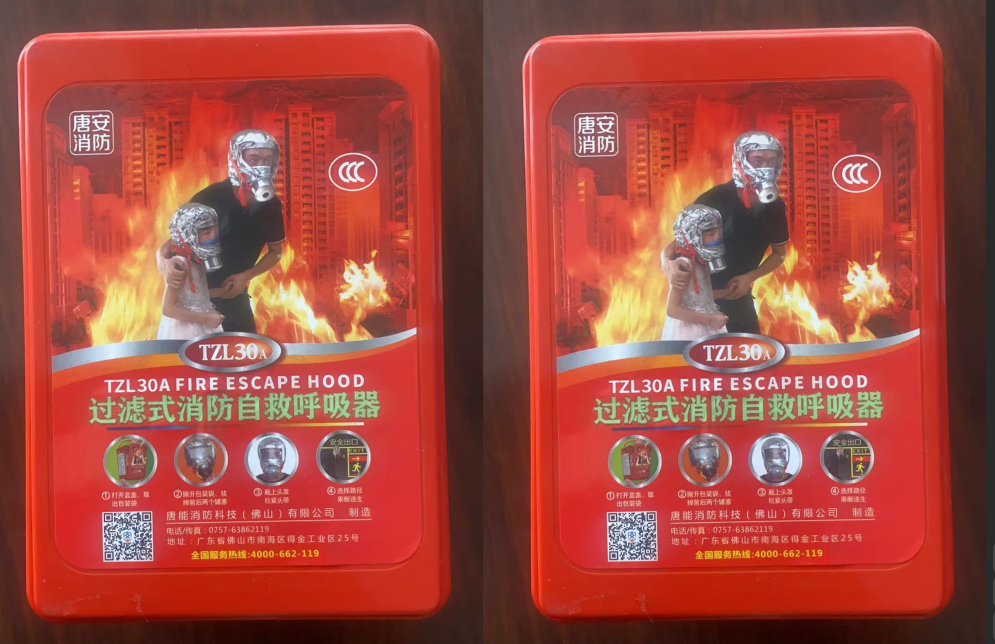 唐安
消防
CCC
TZL30A
TZL30A FIRE ESCAPE HOOD
过滤式消防自救呼吸器
安全出口
EXIT
①打开盒盖、取
出包装袋
②撕开包装袋、拔
掉前后两个罐塞
③戴上头罩
拉紧头带
④选择路径
果断逃生
唐能消防科技（佛山）有限公司 制造
电话/传真：0757-63862119
地址：广东省佛山市南海区得金工业区25号
全国服务热线:4000-662-119
唐安
消防
CCC
TZL30A
TZL30A FIRE ESCAPE HOOD
过滤式消防自救呼吸器
安全出口
EXIT
①打开盒盖、取
出包装袋
②撕开包装袋、拔
掉前后两个罐塞
③戴上头罩
拉紧头带
④选择路径
果断逃生
唐能消防科技（佛山）有限公司 制造
电话/传真：0757-63862119
地址：广东省佛山市南海区得金工业区25号
全国服务热线:4000-662-119